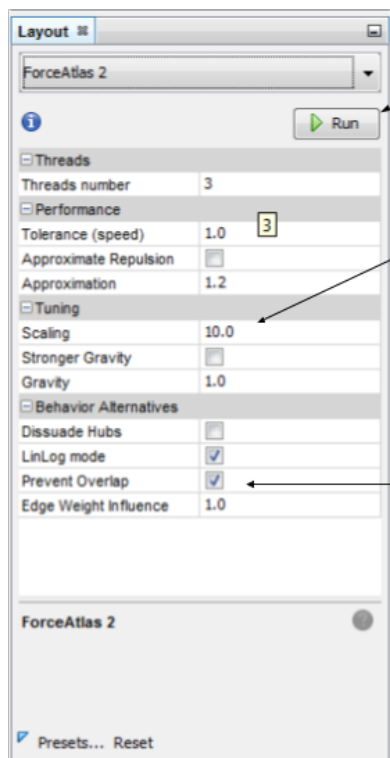 Layout
ForceAtlas 2
Run
Threads
Threads number 3
Performance
Tolerance (speed) 1.0
3
Approximate Repulsion
Approximation 1.2
Tuning
Scaling 10.0
Stronger Gravity
Gravity 1.0
Behavior Alternatives
Dissuade Hubs
LinLog mode
Prevent Overlap
Edge Weight Influence 1.0
ForceAtlas 2
Presets... Reset